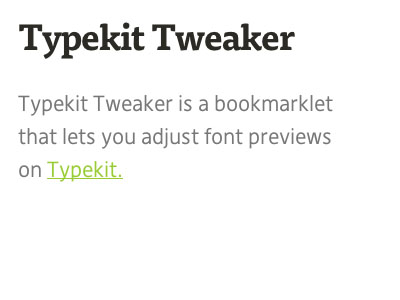 Typekit Tweaker
Typekit Tweaker is a bookmarklet
that lets you adjust font previews
on Typekit.